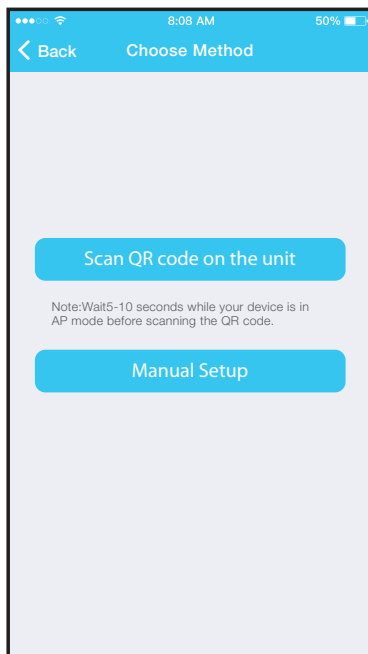 8:08 AM
50%
Back
Choose Method
Scan QR code on the unit
Note:Wait5-10 seconds while your device is in
AP mode before scanning the QR code.
Manual Setup